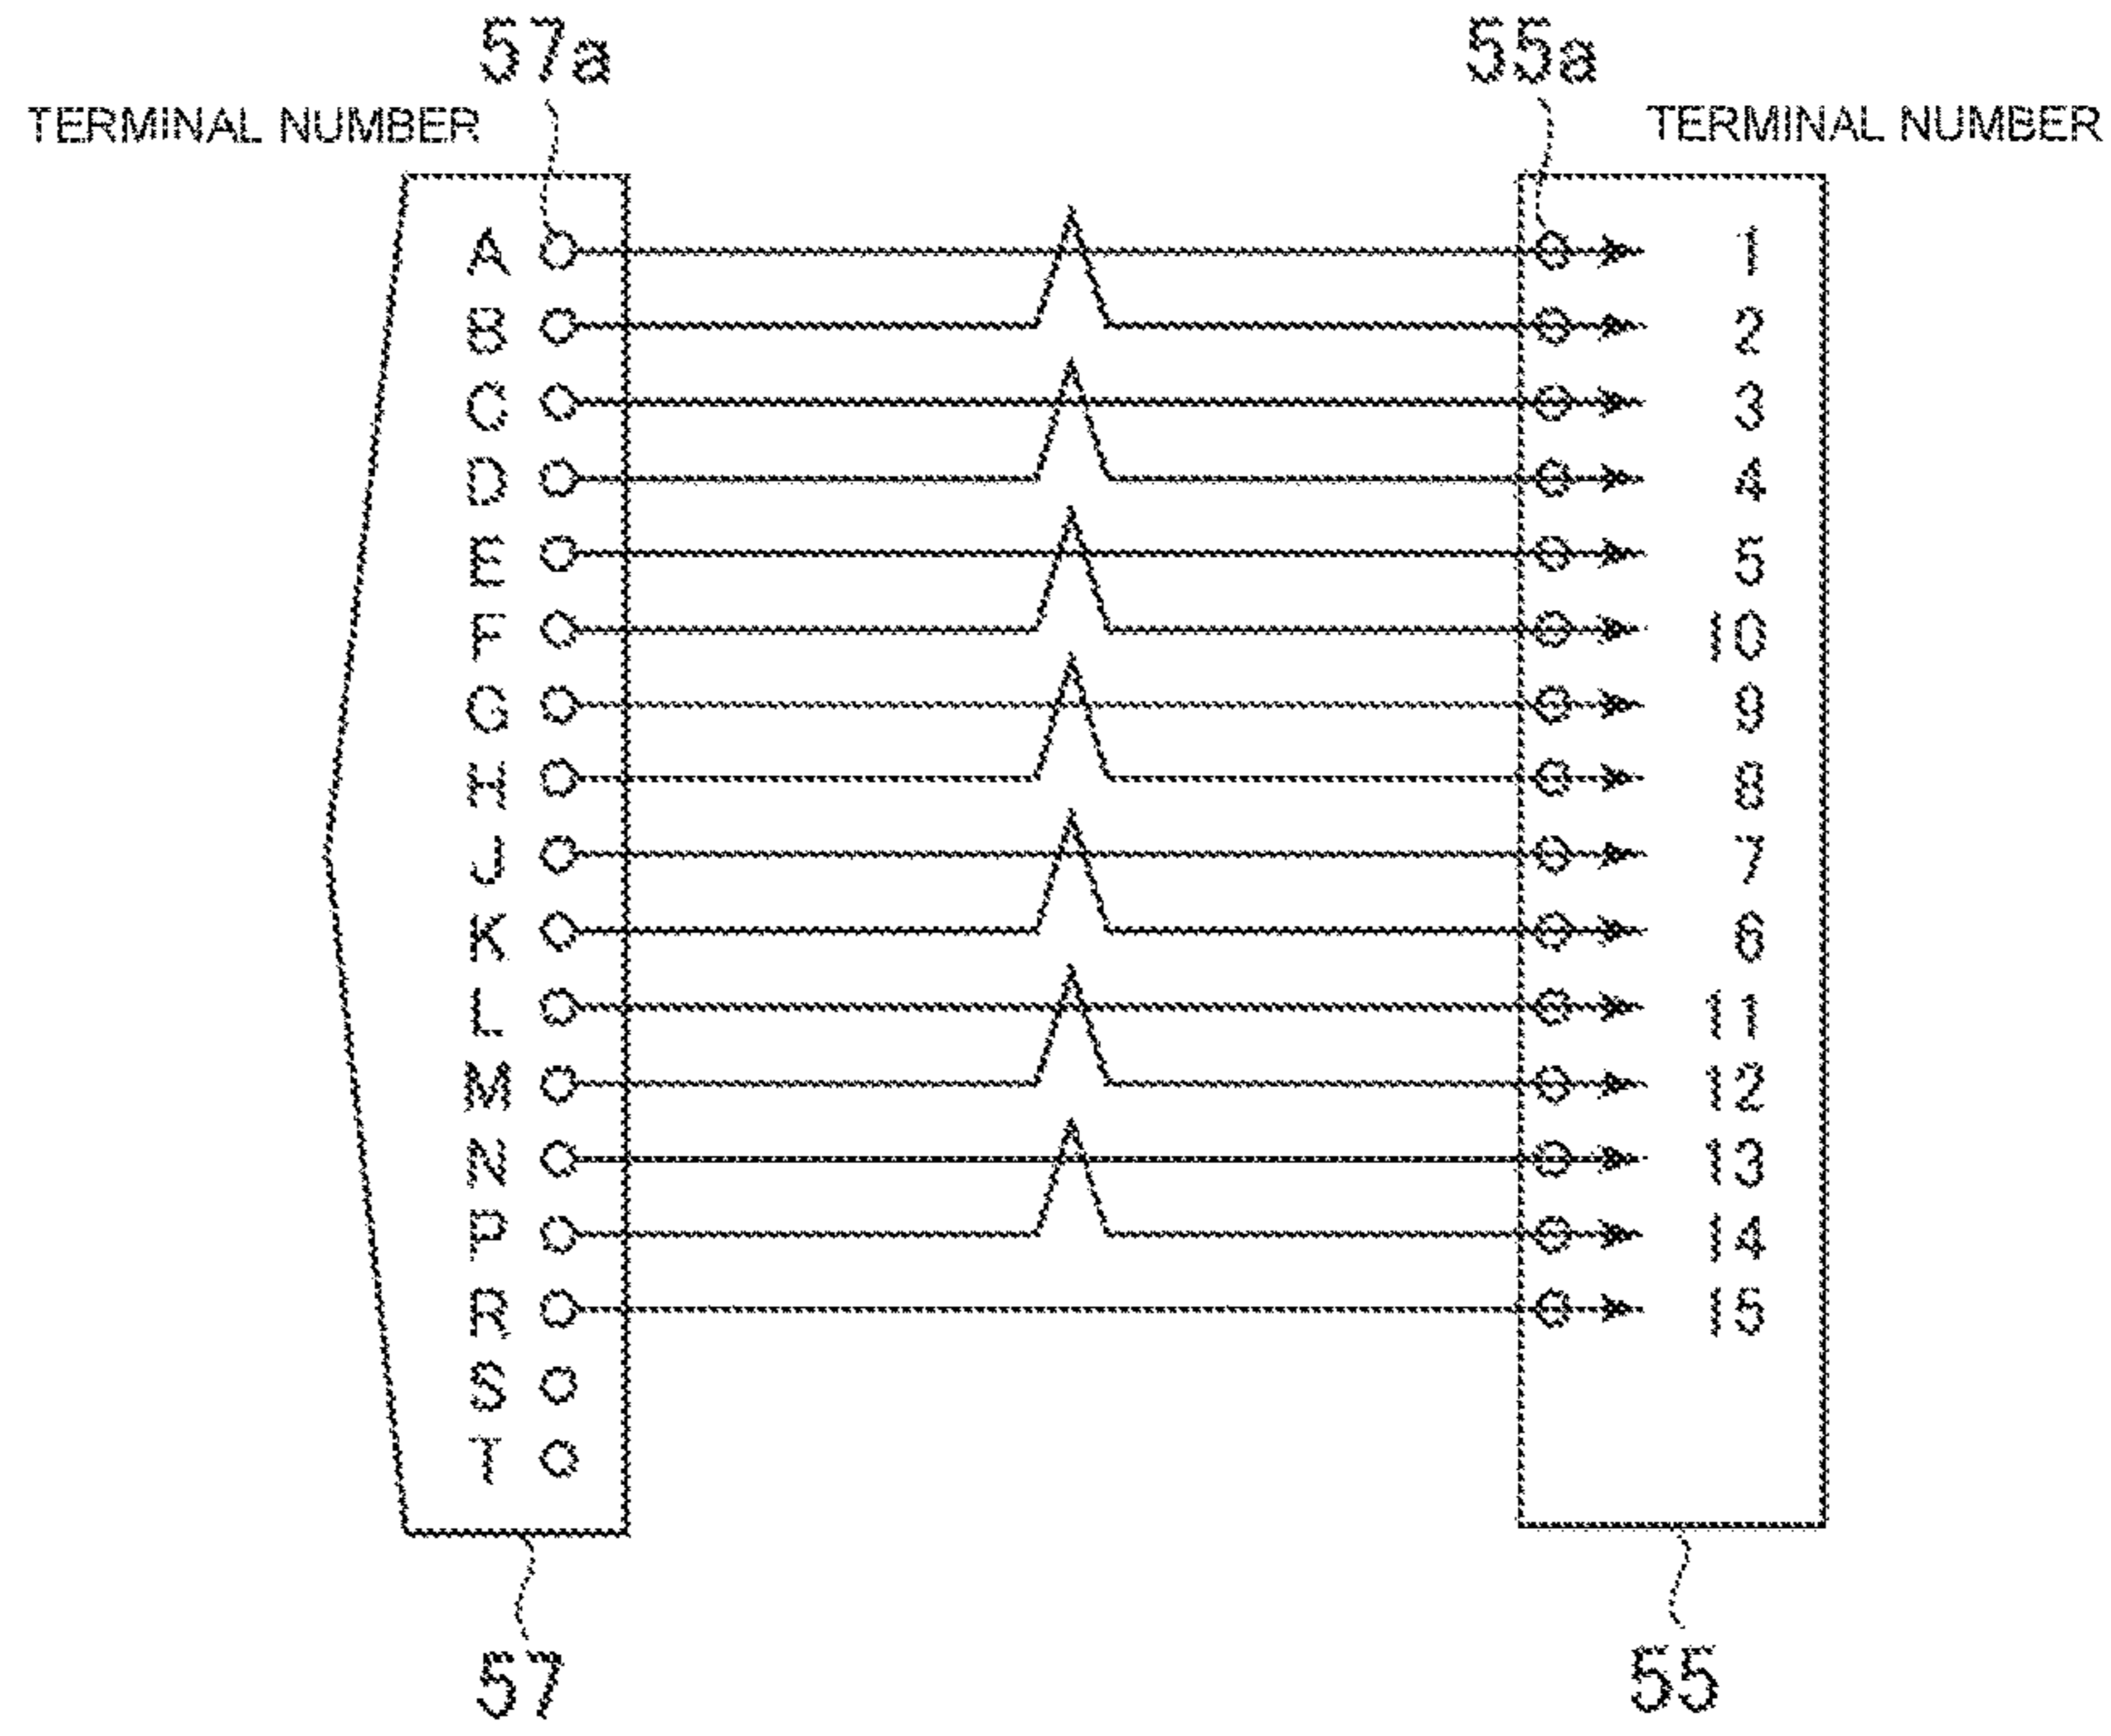 57a 55a
TERMINAL NUMBER TERMINAL NUMBER
A 1
B 2
C 3
D 4
E 5
F 10
G 9
H 8
J 7
K 6
L 11
M 12
N 13
P 14
R 15
S
T
57 55